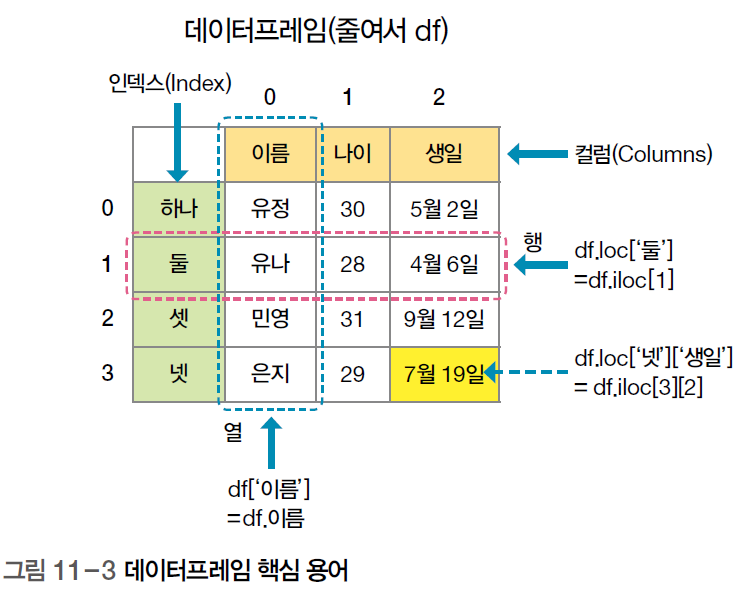 데이터프레임(줄여서 df)
인덱스(Index)
0 1 2
이름 나이 생일
컬럼(Columns)
0 하나 유정 30 5월 2일
행
1 둘 유나 28 4월 6일
df.loc[‘둘’]
=df.iloc[1]
2 셋 민영 31 9월 12일
3 넷 은지 29 7월 19일
df.loc[‘넷’][‘생일’]
= df.iloc[3][2]
열
df[‘이름’]
=df.이름
그림 11-3 데이터프레임 핵심 용어